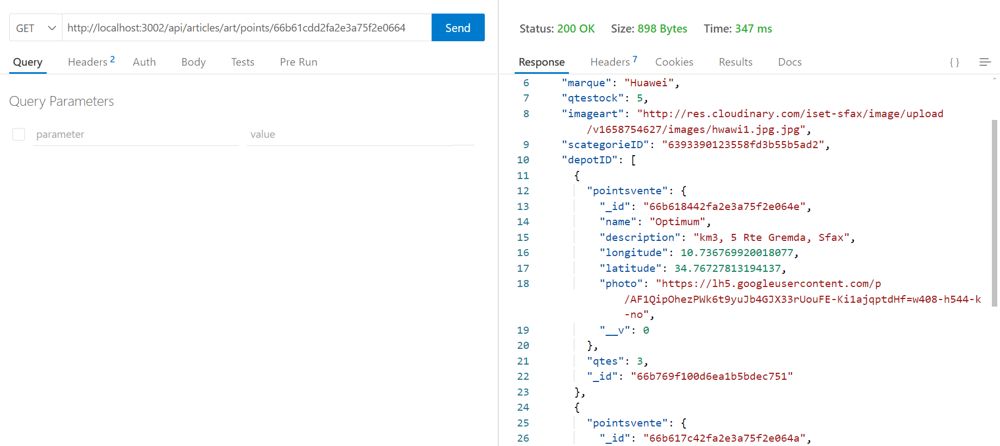 GET
http://localhost:3002/api/articles/art/points/66b61cdd2fa2e3a75f2e0664
Send
Query
Headers 2
Auth
Body
Tests
Pre Run
Query Parameters
parameter
value
Status: 200 OK
Size: 898 Bytes
Time: 347 ms
Response
Headers 7
Cookies
Results
Docs
{ }
6 "marque": "Huawei",
7 "qtestock": 5,
8 "imageart": "http://res.cloudinary.com/iset-sfax/image/upload
/v1658754627/images/hwawi1.jpg.jpg",
9 "scategorieID": "6393390123558fd3b55b5ad2",
10 "depotID": [
11 {
12 "pointsvente": {
13 "_id": "66b618442fa2e3a75f2e064e",
14 "name": "Optimum",
15 "description": "km3, 5 Rte Gremda, Sfax",
16 "longitude": 10.736769920018077,
17 "latitude": 34.76727813194137,
18 "photo": "https://lh5.googleusercontent.com/p
/AF1QipOhezPWk6t9yuJb4GJX33rUouFE-Ki1ajqptdHf=w408-h544-k
-no",
19 "__v": 0
20 },
21 "qtes": 3,
22 "_id": "66b769f100d6ea1b5bdec751"
23 },
24 {
25 "pointsvente": {
26 "_id": "66b617c42fa2e3a75f2e064a",